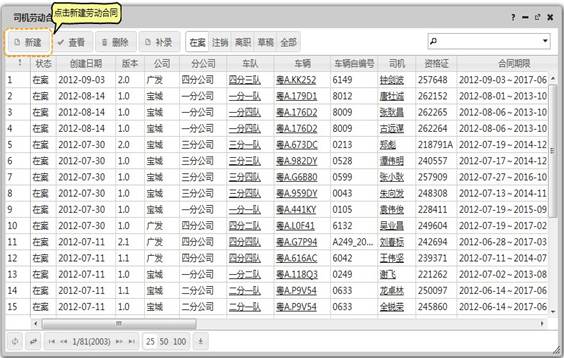 司机劳动合
点击新建劳动合同
新建 查看 删除 补录 在案 注销 离职 草稿 全部
! 状态 创建日期 版本 公司 分公司 车队 车辆 车辆自编号 司机 资格证 合同期限
1 在案 2012-09-03 2.0 广发 四分公司 四分三队 粤A.KK252 6149 钟剑波 257648 2012-09-03～2017-06
2 在案 2012-08-14 1.0 宝城 一分公司 一分一队 粤A.179D1 8012 唐社诚 262152 2012-08-01～2013-10
3 在案 2012-08-14 1.0 宝城 一分公司 一分四队 粤A.176D2 8009 张耿昌 262265 2012-08-06～2013-10
4 在案 2012-08-14 1.0 宝城 一分公司 一分四队 粤A.176D2 8009 古远谋 262264 2012-08-06～2013-10
5 在案 2012-07-30 2.0 宝城 三分公司 三分一队 粤A.673DC 0213 郑彪 218791A 2012-07-19～2014-12
6 在案 2012-07-30 1.0 宝城 三分公司 三分三队 粤A.982DY 0528 谭伟明 240557 2012-07-17～2014-12
7 在案 2012-07-30 1.0 宝城 三分公司 三分四队 粤A.G6B80 0599 张小耿 257909 2012-07-27～2016-10
8 在案 2012-07-30 1.0 宝城 三分公司 三分四队 粤A.959DY 0043 朱向发 248308 2012-07-13～2014-11
9 在案 2012-07-30 1.0 宝城 一分公司 一分一队 粤A.441KY 0105 袁伟俊 228411 2012-07-19～2015-09
10 在案 2012-07-30 1.0 广发 四分公司 四分二队 粤A.L0F41 6132 吴业昌 249604 2012-07-19～2017-02
11 在案 2012-07-11 2.1 广发 四分公司 四分四队 粤A.G7P94 A249_20... 刘春标 242694 2012-06-28～2017-03
12 在案 2012-07-11 1.1 广发 四分公司 四分四队 粤A.616AC 6042 王伟坚 239371 2012-07-11～2014-07
13 在案 2012-07-11 1.0 宝城 一分公司 一分二队 粤A.118Q3 0249 谢飞 221262 2012-07-02～2013-08
14 在案 2012-07-11 1.1 宝城 二分公司 二分一队 粤A.P9V54 0633 龙卓林 250097 2012-06-14～2017-06
15 在案 2012-07-11 1.0 宝城 二分公司 二分一队 粤A.P9V54 0633 全锐荣 245860 2012-06-14～2017-06
1/81(2003) 25 50 100